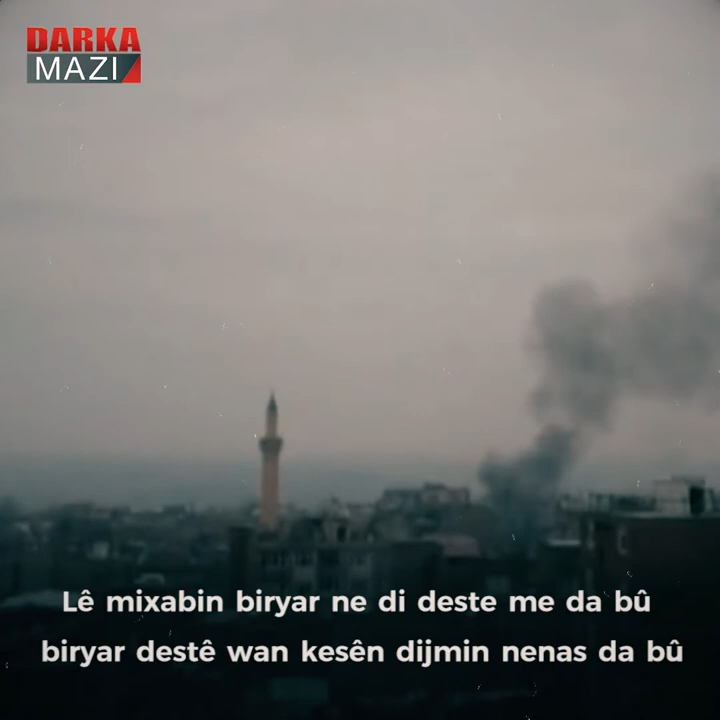 DARKA
MAZI
Lê mixabin biryar ne di deste me da bû
biryar destê wan kesên dijmin nenas da bû